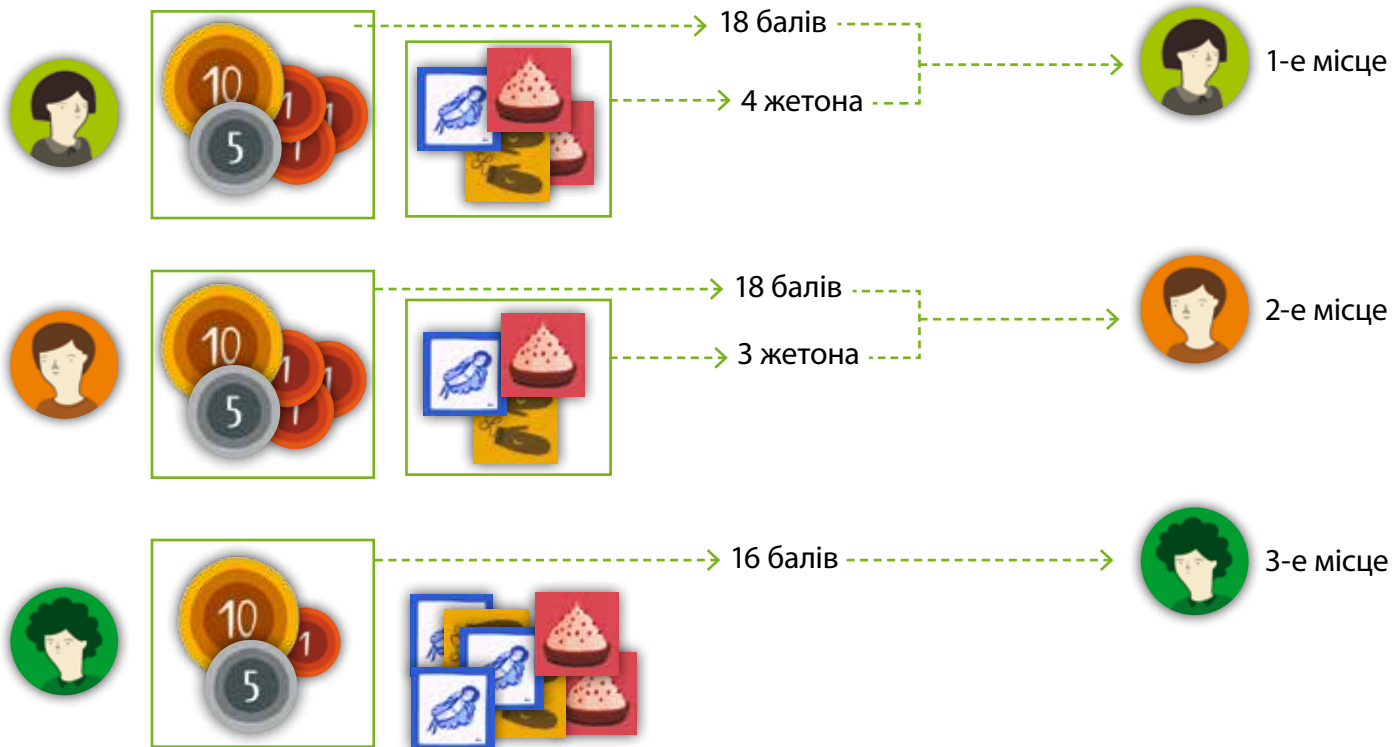 18 балів
10
1
1
1
5
4 жетона
1-е місце
18 балів
10
1
1
1
5
3 жетона
2-е місце
16 балів
10
1
5
3-е місце